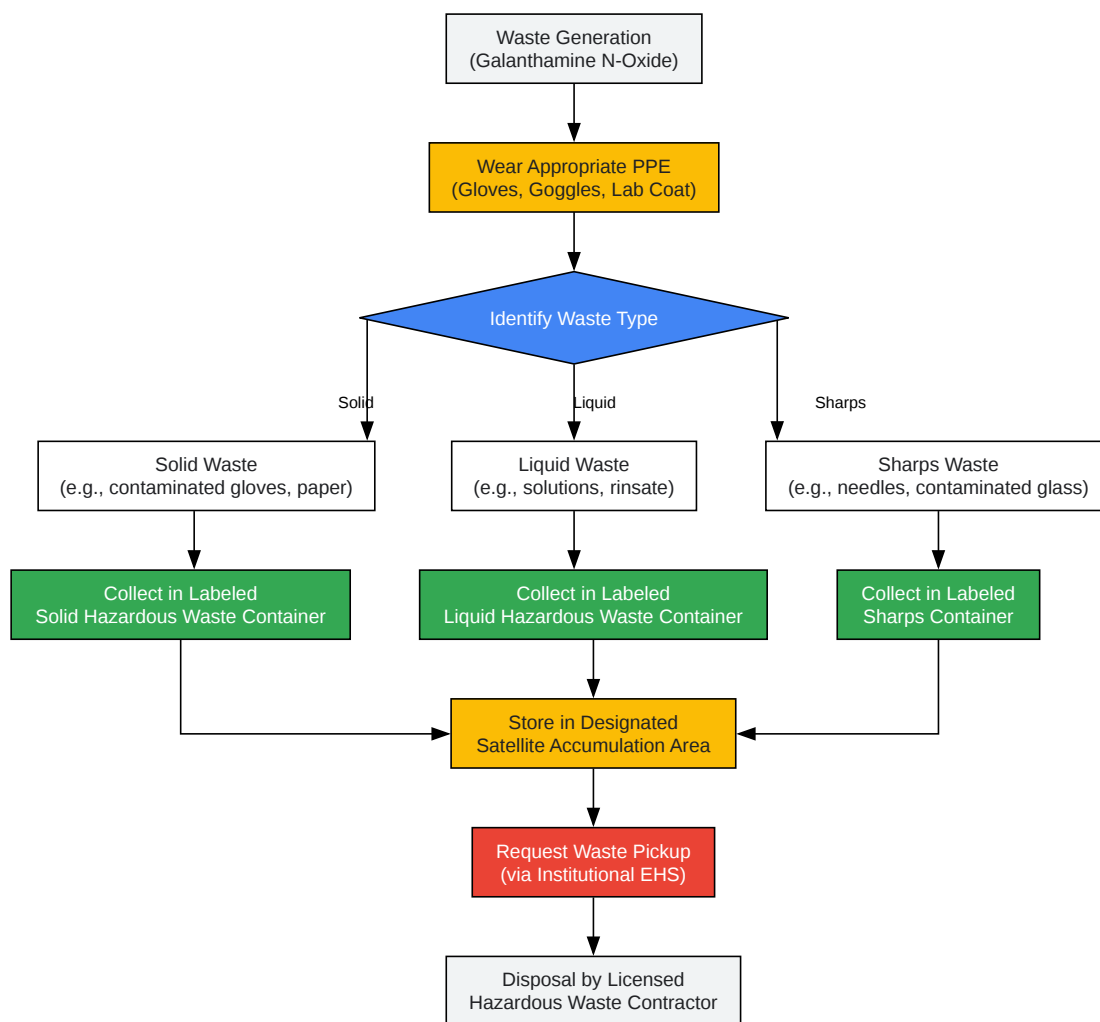 Waste Generation
(Galanthamine N-Oxide)
Wear Appropriate PPE
(Gloves, Goggles, Lab Coat)
Identify Waste Type
Solid
Liquid
Sharps
Solid Waste
(e.g., contaminated gloves, paper)
Liquid Waste
(e.g., solutions, rinsate)
Sharps Waste
(e.g., needles, contaminated glass)
Collect in Labeled
Solid Hazardous Waste Container
Collect in Labeled
Liquid Hazardous Waste Container
Collect in Labeled
Sharps Container
Store in Designated
Satellite Accumulation Area
Request Waste Pickup
(via Institutional EHS)
Disposal by Licensed
Hazardous Waste Contractor